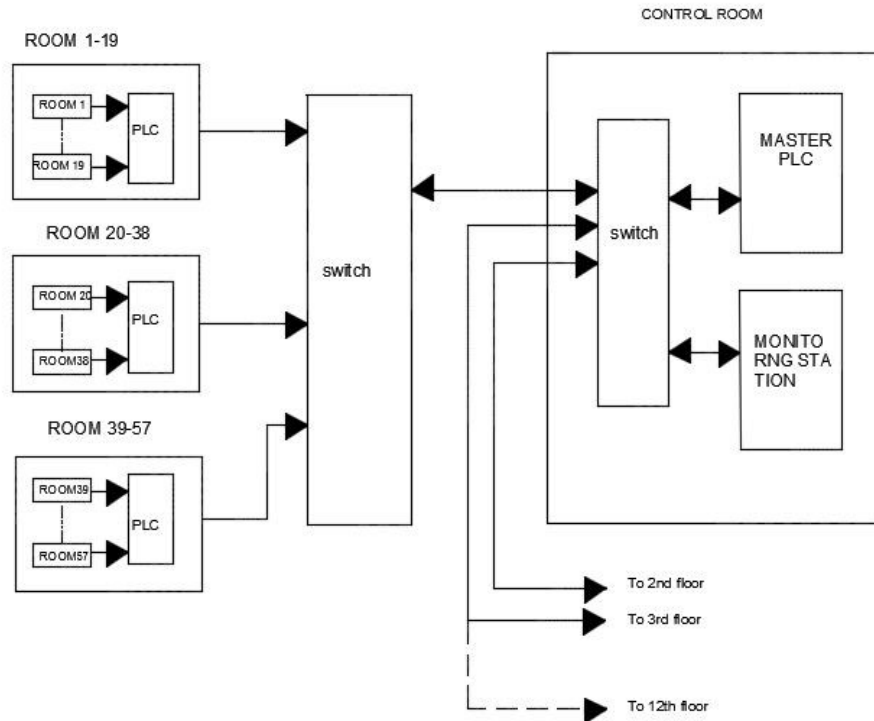 CONTROL ROOM
ROOM 1-19
ROOM 1
ROOM 19
PLC
ROOM 20-38
ROOM 20
ROOM38
PLC
ROOM 39-57
ROOM39
ROOM57
PLC
switch
switch
MASTER
PLC
MONITO
RNG STA
TION
To 2nd floor
To 3rd floor
To 12th floor